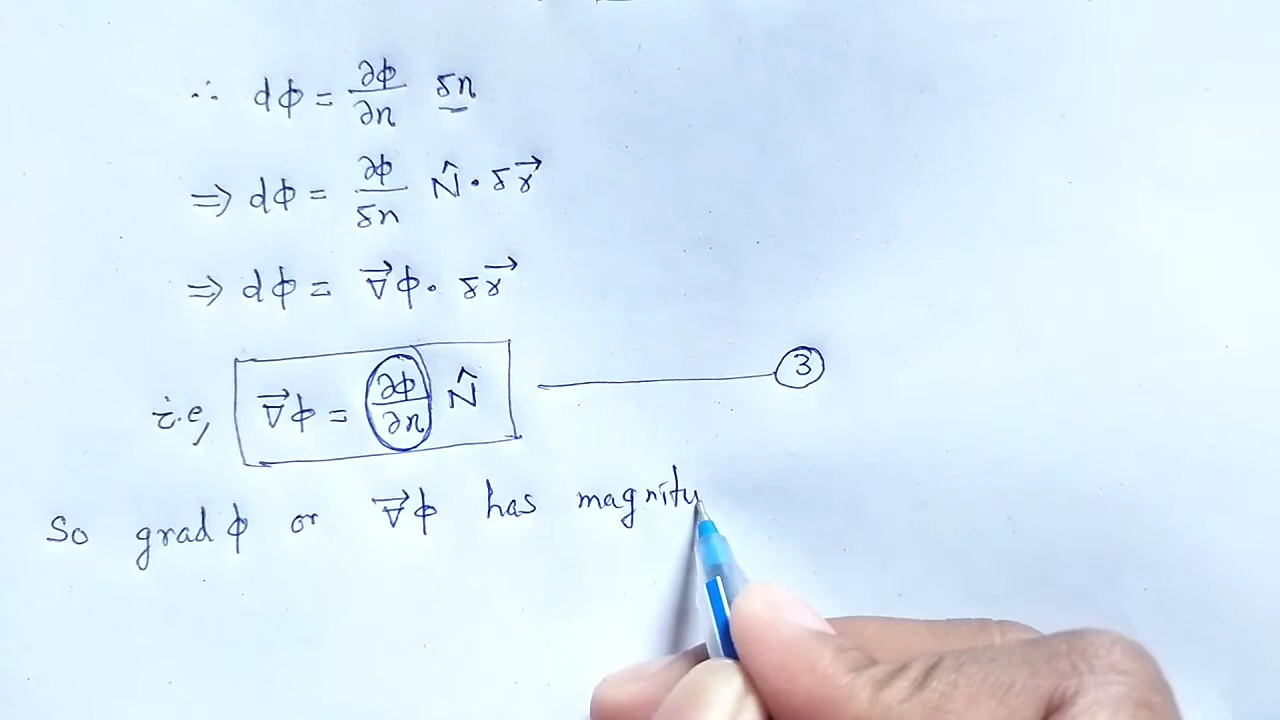 ∴ dϕ = ∂ϕ/∂n δn
⇒ dϕ = ∂ϕ/δn N̂ · δr⃗
⇒ dϕ = ∇⃗ϕ · δr⃗
i.e, ∇⃗ϕ = ∂ϕ/∂n N̂ ③
So grad ϕ or ∇⃗ϕ has magnitu